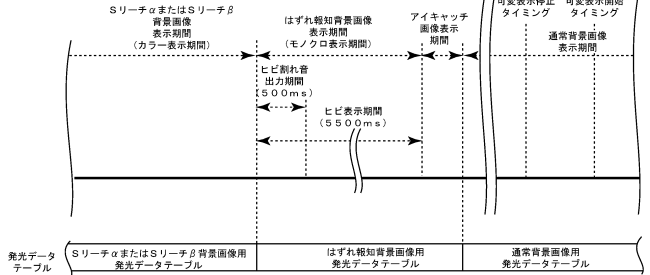 SリーチαまたはSリーチβ
背景画像
表示期間
（カラー表示期間）
はずれ報知背景画像
表示期間
（モノクロ表示期間）
アイキャッチ
画像表示
期間
可変表示停止
タイミング
可変表示開始
タイミング
通常背景画像
表示期間
ヒビ割れ音
出力期間
（５００ｍｓ）
ヒビ表示期間
（５５００ｍｓ）
発光データ
テーブル
SリーチαまたはSリーチβ背景画像用
発光データテーブル
はずれ報知背景画像用
発光データテーブル
通常背景画像用
発光データテーブル